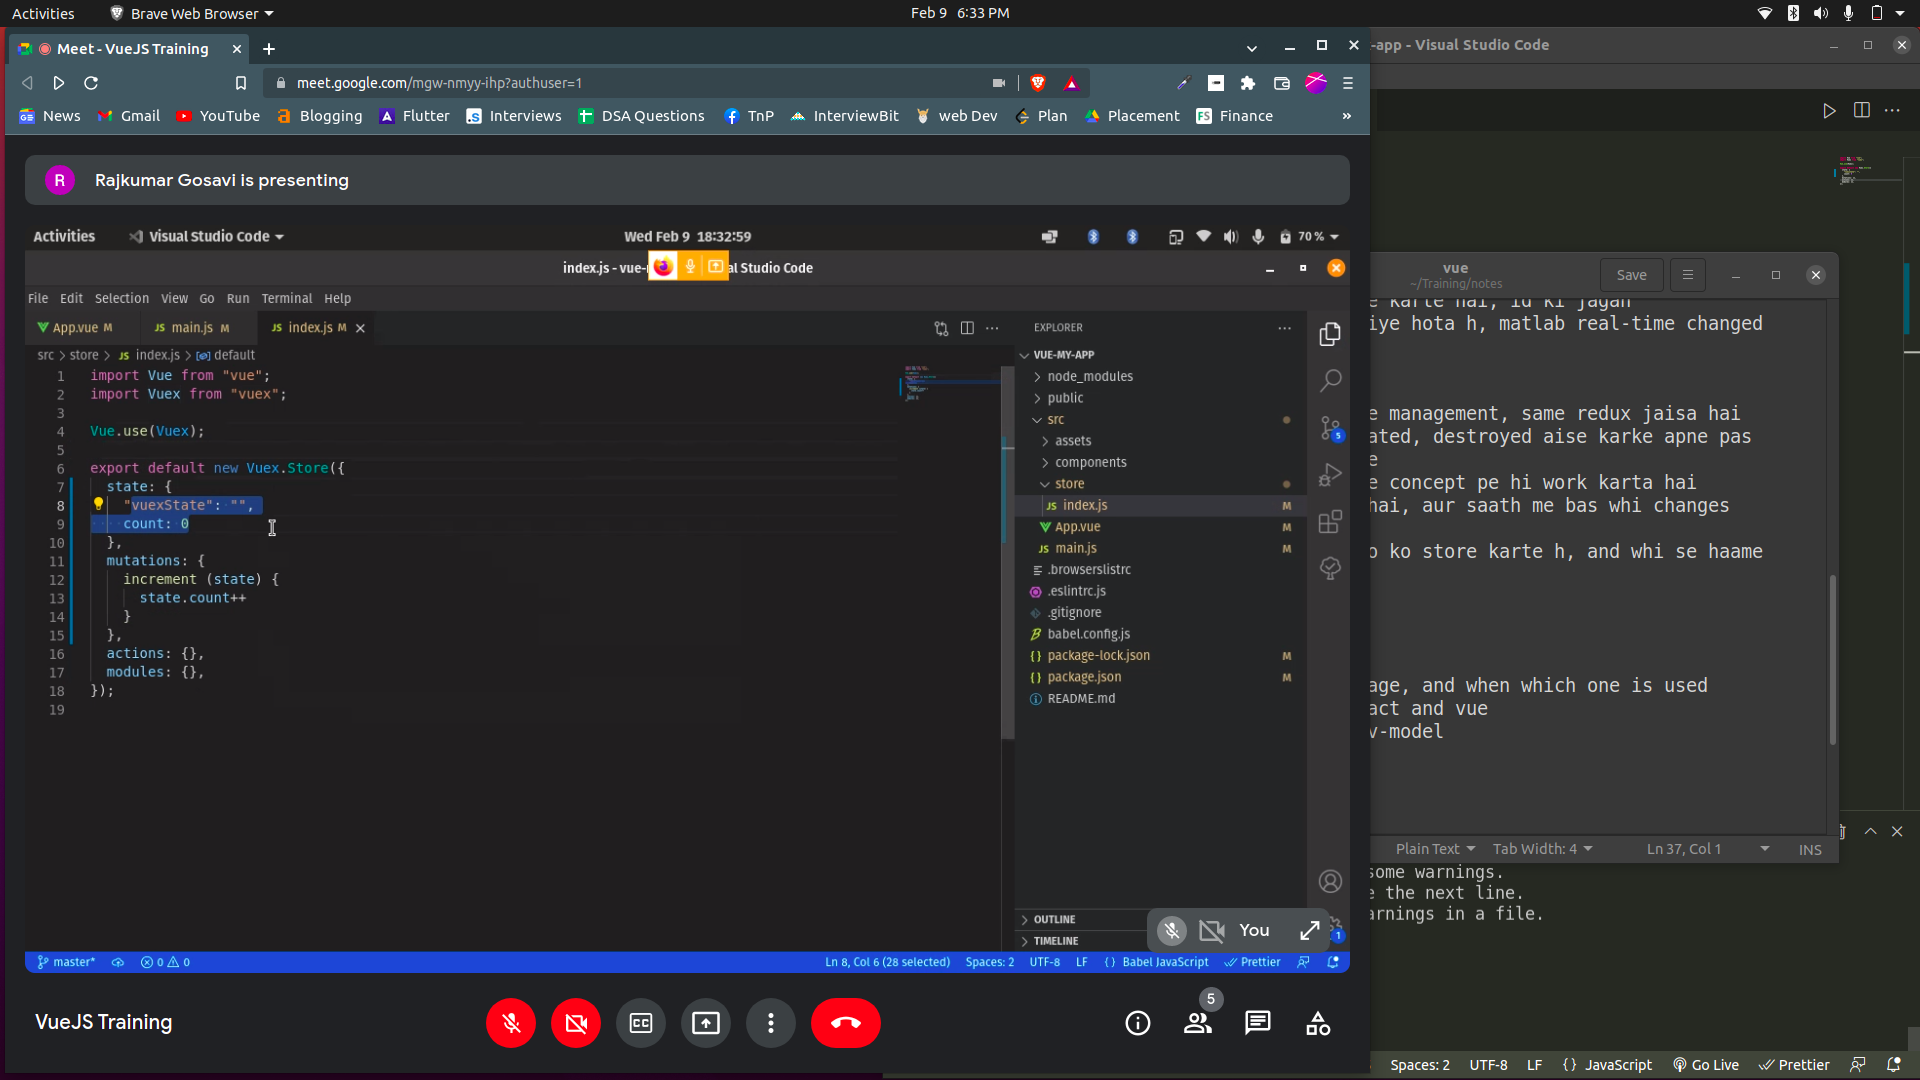 Activities
Brave Web Browser
Feb 9 6:33 PM
Meet - VueJS Training
-app - Visual Studio Code
meet.google.com/mgw-nmyy-ihp?authuser=1
News
Gmail
YouTube
Blogging
Flutter
Interviews
DSA Questions
TnP
InterviewBit
web Dev
Plan
Placement
Finance
R
Rajkumar Gosavi is presenting
Activities
Visual Studio Code
Wed Feb 9 18:32:59
70 %
index.js - vue-
al Studio Code
File Edit Selection View Go Run Terminal Help
App.vue M
JS main.js M
JS index.js M
src > store > JS index.js > default
1 import Vue from "vue";
2 import Vuex from "vuex";
3
4 Vue.use(Vuex);
5
6 export default new Vuex.Store({
7 state: {
8 "vuexState": "",
9 count: 0
10 },
11 mutations: {
12 increment (state) {
13 state.count++
14 }
15 },
16 actions: {},
17 modules: {},
18 });
19
EXPLORER
VUE-MY-APP
node_modules
public
src
assets
components
store
JS index.js M
App.vue M
JS main.js M
.browserslistrc
.eslintrc.js
.gitignore
babel.config.js
{ } package-lock.json M
{ } package.json M
README.md
OUTLINE
TIMELINE
5
1
You
master*
0 0
Ln 8, Col 6 (28 selected)
Spaces: 2
UTF-8
LF
{ } Babel JavaScript
Prettier
VueJS Training
CC
5
vue
~/Training/notes
Save
e karte hai, id ki jagah
iye hota h, matlab real-time changed
e management, same redux jaisa hai
ated, destroyed aise karke apne pas
e
e concept pe hi work karta hai
hai, aur saath me bas whi changes
o ko store karte h, and whi se haame
age, and when which one is used
act and vue
v-model
Plain Text
Tab Width: 4
Ln 37, Col 1
INS
some warnings.
e the next line.
arnings in a file.
Spaces: 2
UTF-8
LF
{ } JavaScript
Go Live
Prettier